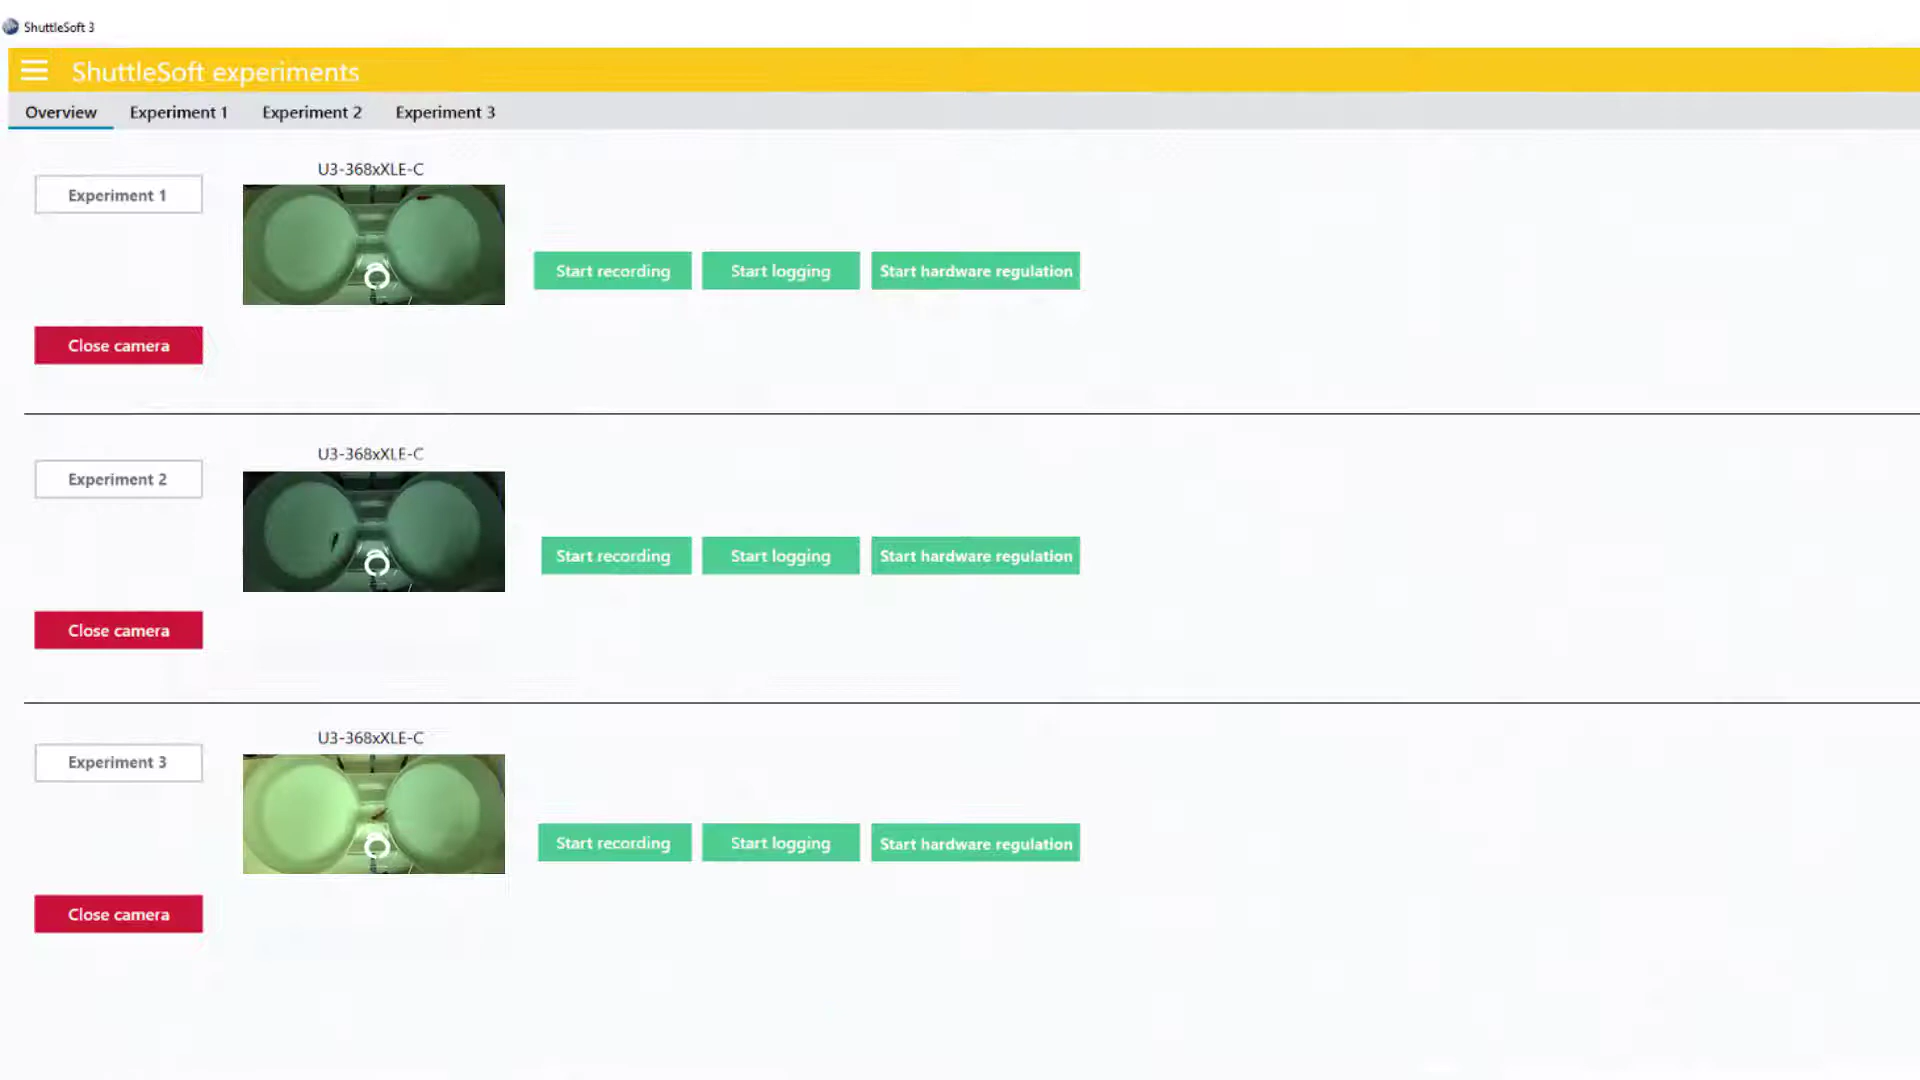 ShuttleSoft 3
ShuttleSoft experiments
Overview Experiment 1 Experiment 2 Experiment 3
U3-368xXLE-C
Experiment 1
Start recording Start logging Start hardware regulation
Close camera
U3-368xXLE-C
Experiment 2
Start recording Start logging Start hardware regulation
Close camera
U3-368xXLE-C
Experiment 3
Start recording Start logging Start hardware regulation
Close camera